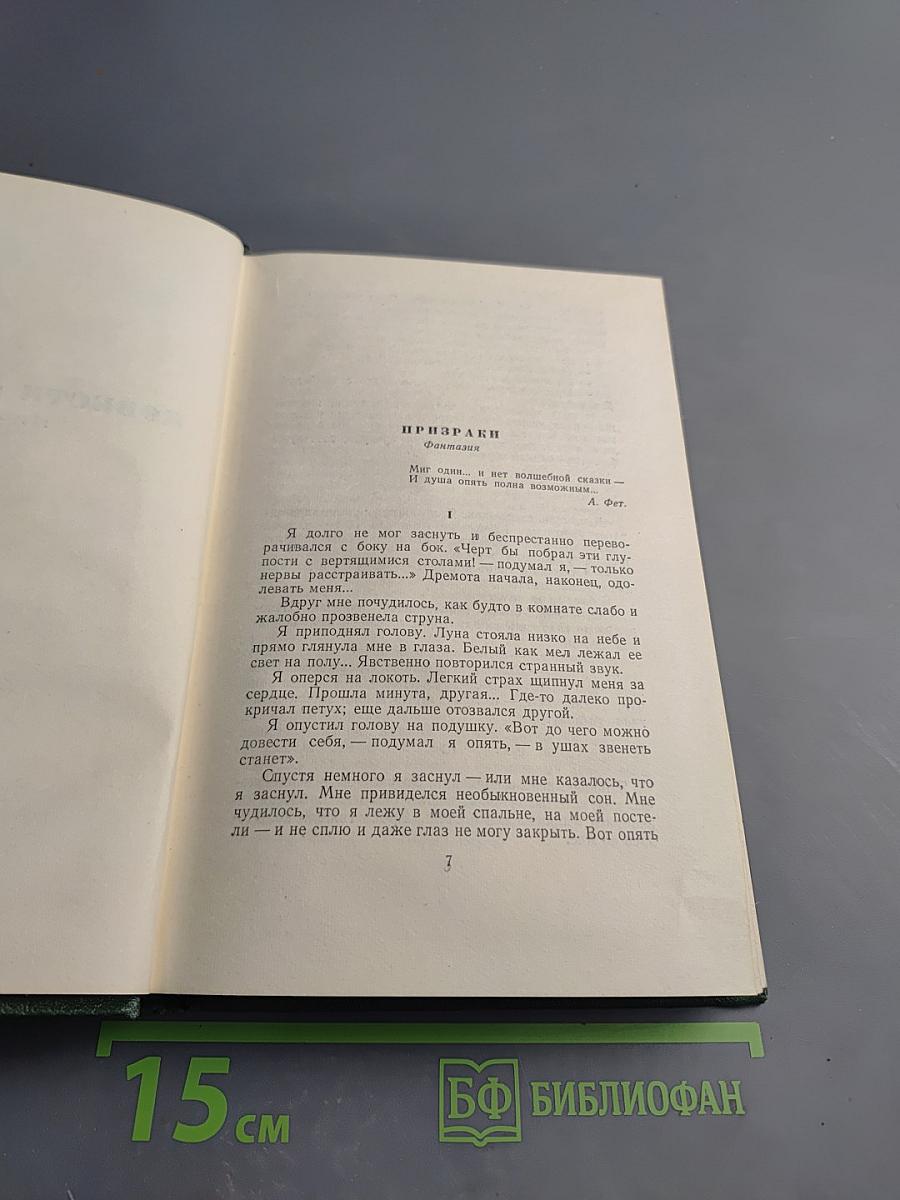 ПРИЗРАКИ
Фантазия
Миг один... и нет волшебной сказки —
И душа опять полна возможным...
А. Фет.
I
Я долго не мог заснуть и беспрестанно перево-
рачивался с боку на бок. «Черт бы побрал эти глу-
пости с вертящимися столами! — подумал я, — только
нервы расстраивать...» Дремота начала, наконец, одо-
левать меня...
Вдруг мне почудилось, как будто в комнате слабо и
жалобно прозвенела струна.
Я приподнял голову. Луна стояла низко на небе и
прямо глянула мне в глаза. Белый как мел лежал ее
свет на полу... Явственно повторился странный звук.
Я оперся на локоть. Легкий страх щипнул меня за
сердце. Прошла минута, другая... Где-то далеко про-
кричал петух; еще дальше отозвался другой.
Я опустил голову на подушку. «Вот до чего можно
довести себя, — подумал я опять, — в ушах звенеть
станет».
Спустя немного я заснул — или мне казалось, что
я заснул. Мне привиделся необыкновенный сон. Мне
чудилось, что я лежу в моей спальне, на моей посте-
ли — и не сплю и даже глаз не могу закрыть. Вот опять
7
15 см
БФ БИБЛИОФАН